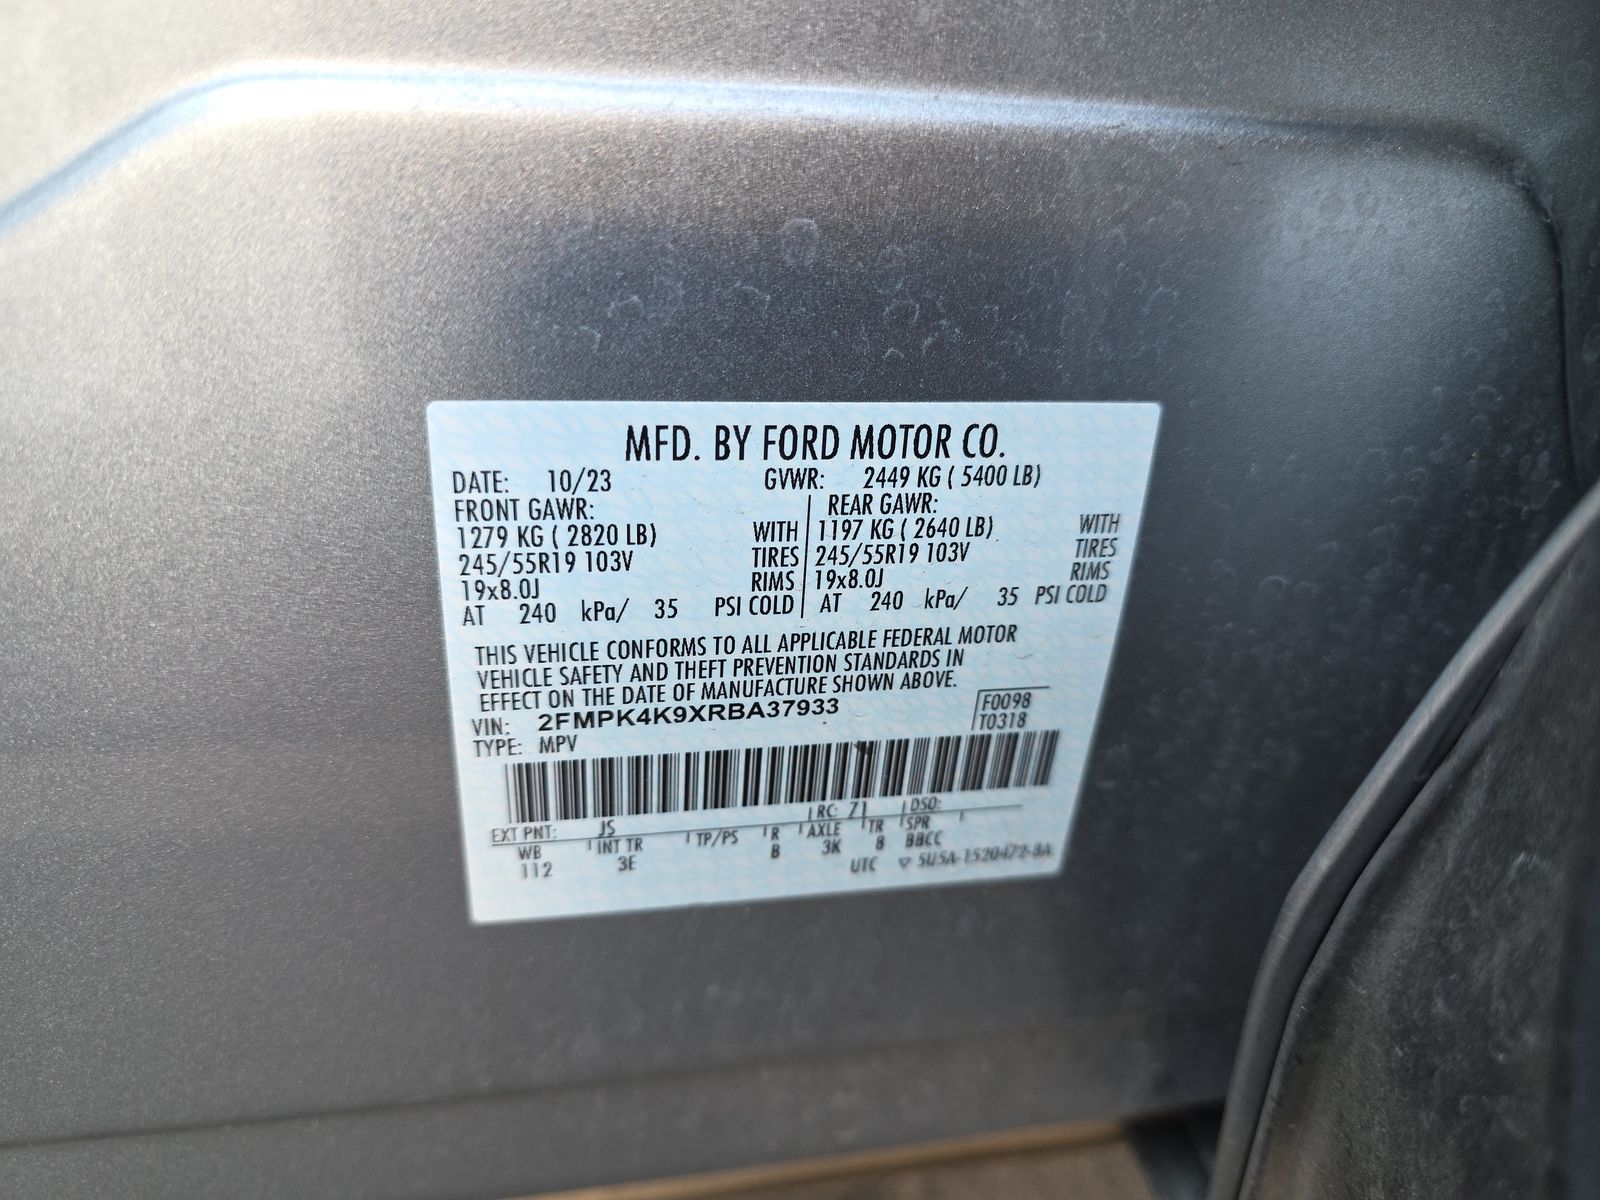 MFD. BY FORD MOTOR CO.
DATE: 10/23 GVWR: 2449 KG ( 5400 LB)
FRONT GAWR: REAR GAWR:
1279 KG ( 2820 LB) WITH 1197 KG ( 2640 LB) WITH
245/55R19 103V TIRES 245/55R19 103V TIRES
19x8.0J RIMS 19x8.0J RIMS
AT 240 kPa/ 35 PSI COLD AT 240 kPa/ 35 PSI COLD
THIS VEHICLE CONFORMS TO ALL APPLICABLE FEDERAL MOTOR
VEHICLE SAFETY AND THEFT PREVENTION STANDARDS IN
EFFECT ON THE DATE OF MANUFACTURE SHOWN ABOVE.
VIN: 2FMPK4K9XRBA37933 F0098
TYPE: MPV T0318
EXT PNT: JS RC: 71 DSO:
WB INT TR TP/PS R AXLE TR SPR
112 3E B 3K 8 BBCC
UTC ▽ 5U5A-1520472-BA